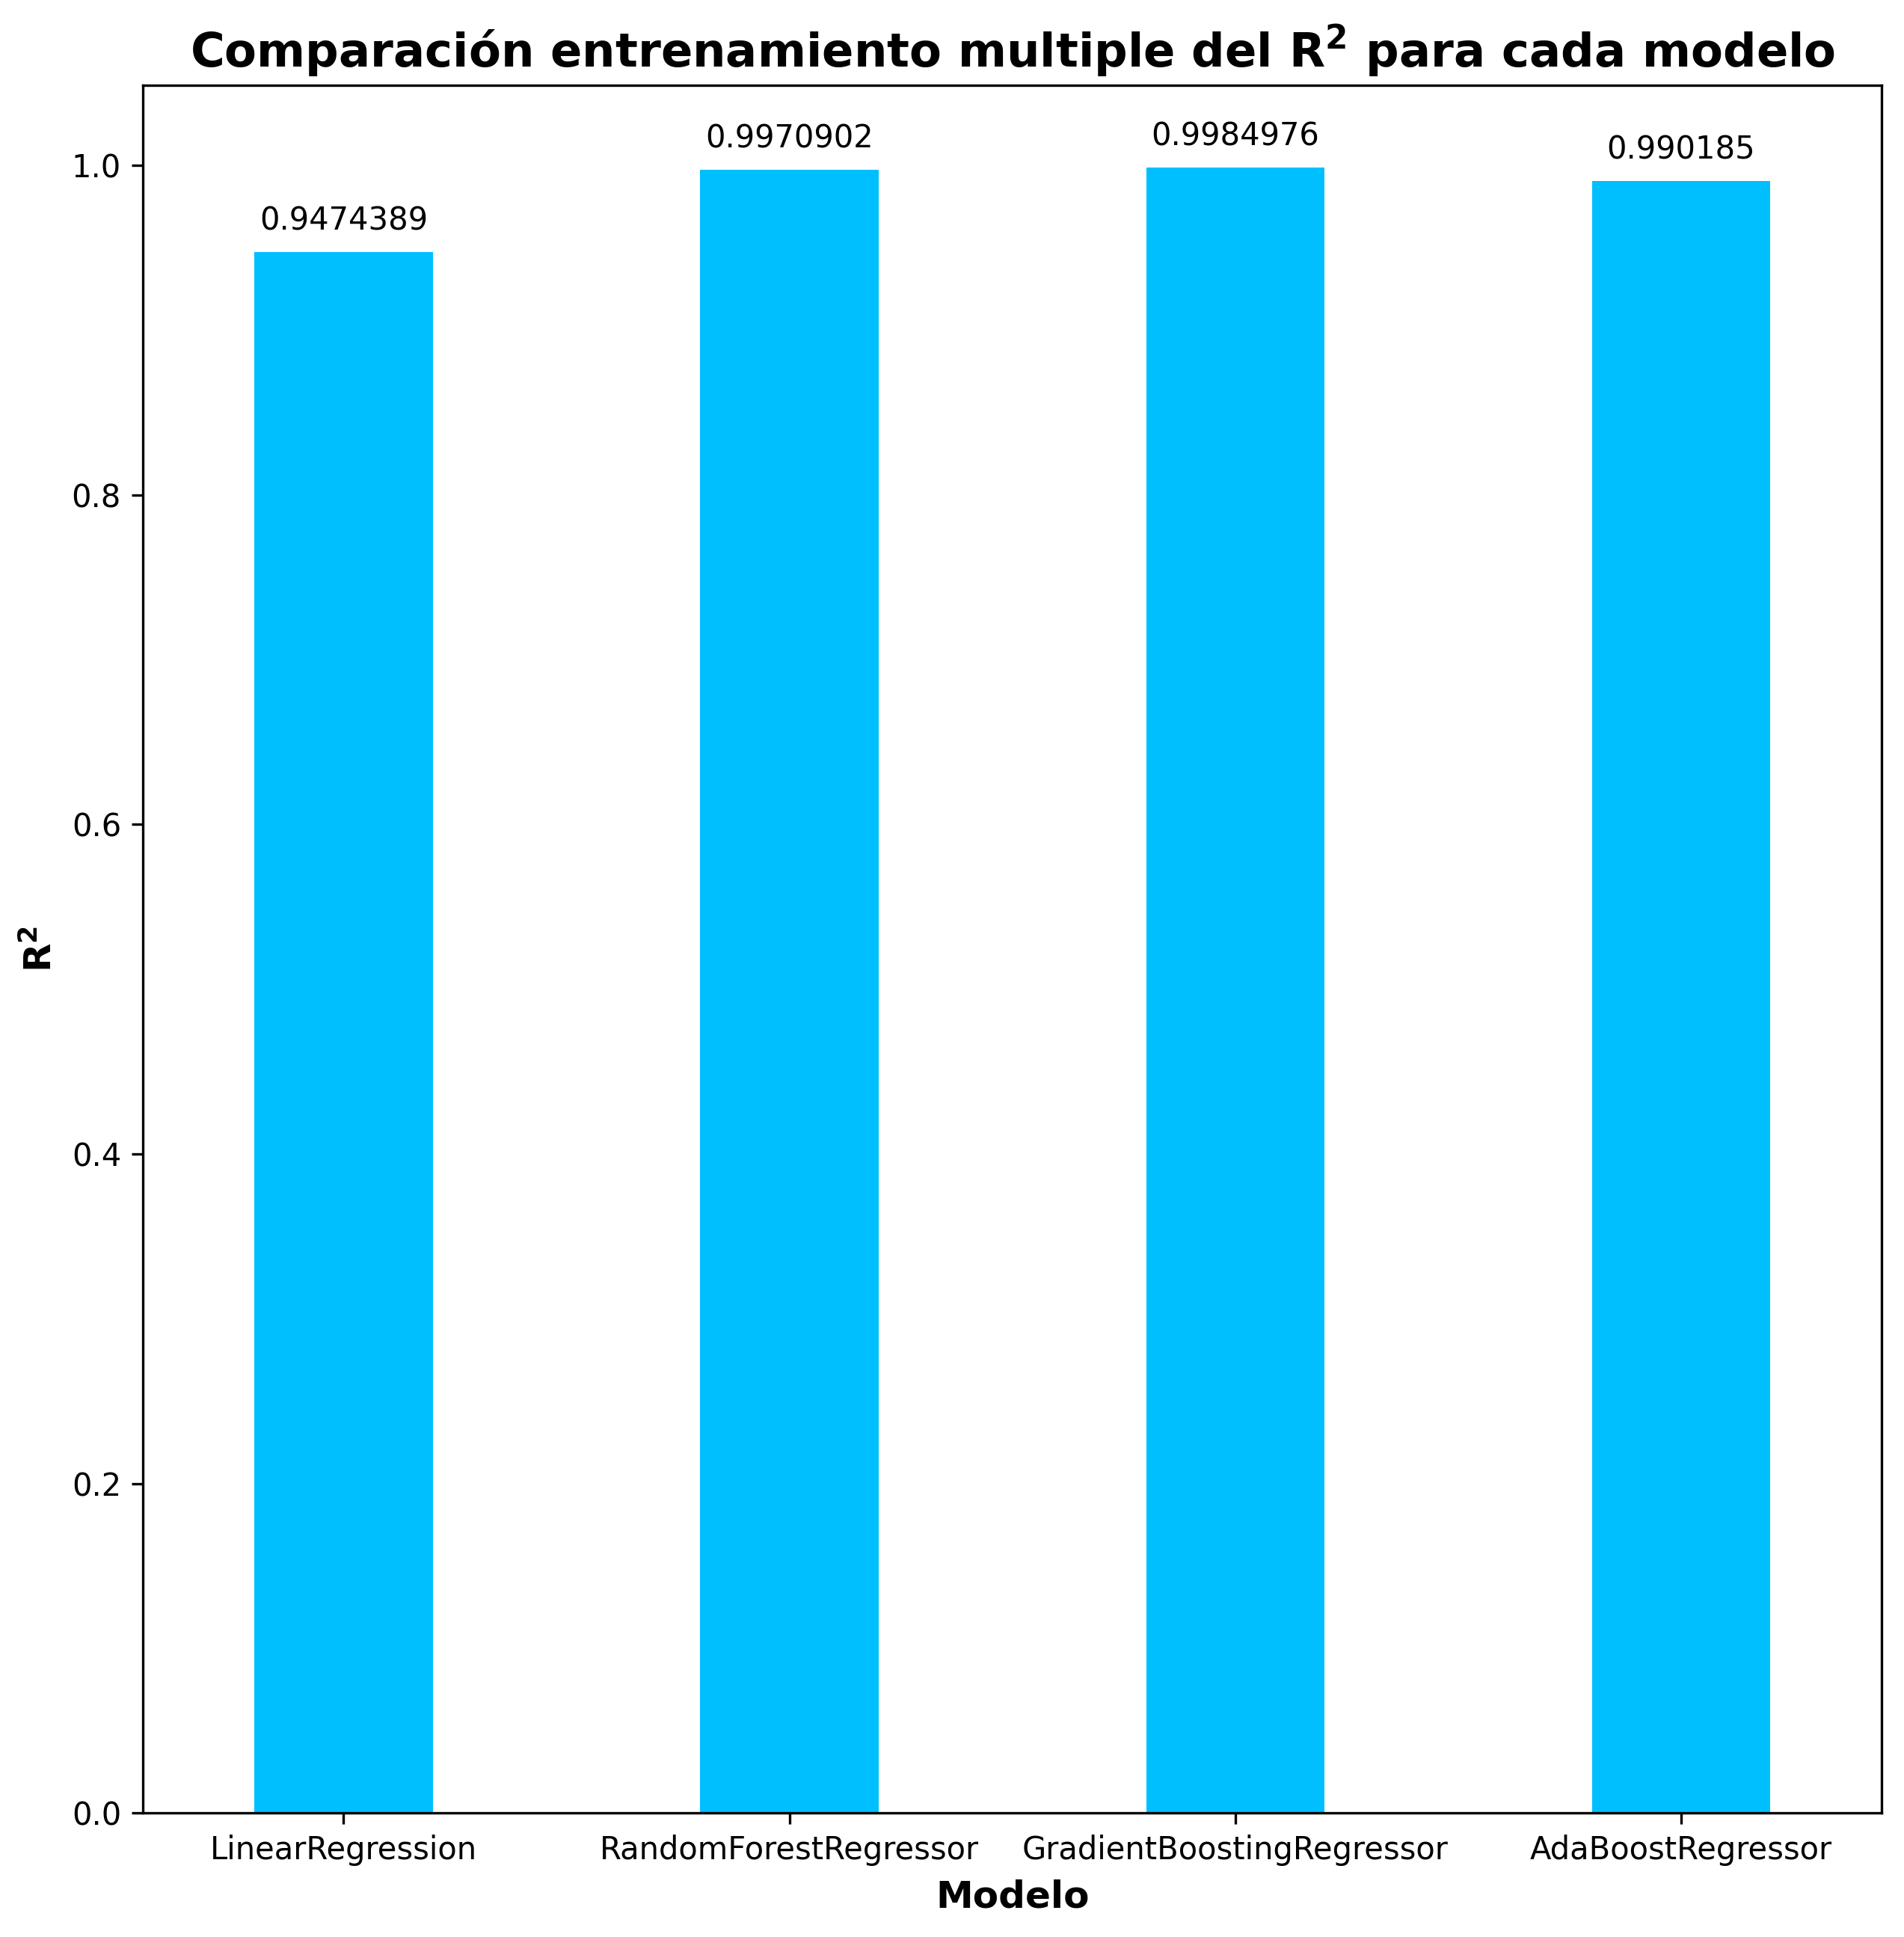 Comparación entrenamiento multiple del R² para cada modelo
0.9474389
0.9970902
0.9984976
0.990185
1.0
0.8
0.6
0.4
0.2
0.0
R²
LinearRegression
RandomForestRegressor
GradientBoostingRegressor
AdaBoostRegressor
Modelo